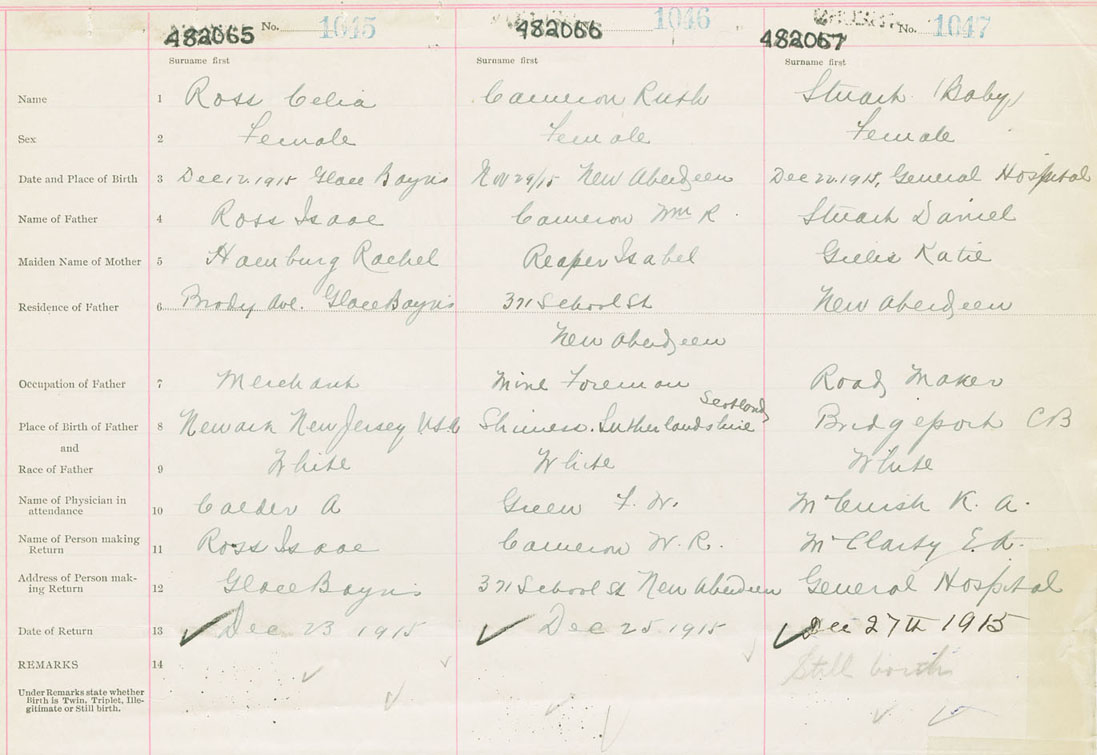 482065 No. 1045 482066 1046 482067 No. 1047
Surname first Surname first Surname first
Name 1 Ross Celia Cameron Ruth Stuart (Baby)
Sex 2 Female Female Female
Date and Place of Birth 3 Dec 12. 1915 Glace Bay Nov 29/15 New Aberdeen Dec 22. 1915, General Hospital
Name of Father 4 Ross Isaac Cameron Wm R. Stuart Daniel
Maiden Name of Mother 5 Hamburg Rachel Reaper Isabel Gillis Katie
Residence of Father 6 Brody Ave. Glace Bay 371 School St New Aberdeen
New Aberdeen
Occupation of Father 7 Merchant Mine Foreman Road Maker
Scotland
Place of Birth of Father 8 Newark New Jersey USA Shiness. Sutherlandshire Bridgeport CB
and
Race of Father 9 White White White
Name of Physician in
attendance 10 Calder A Green F. W. McCuish K. A.
Name of Person making
Return 11 Ross Isaac Cameron W. R. McClarty E. A.
Address of Person mak-
ing Return 12 Glace Bay 371 School St New Aberdeen General Hospital
Date of Return 13 Dec 23 1915 Dec 25. 1915 Dec 27th 1915
REMARKS 14 Still birth
Under Remarks state whether
Birth is Twin, Triplet, Ille-
gitimate or Still birth.